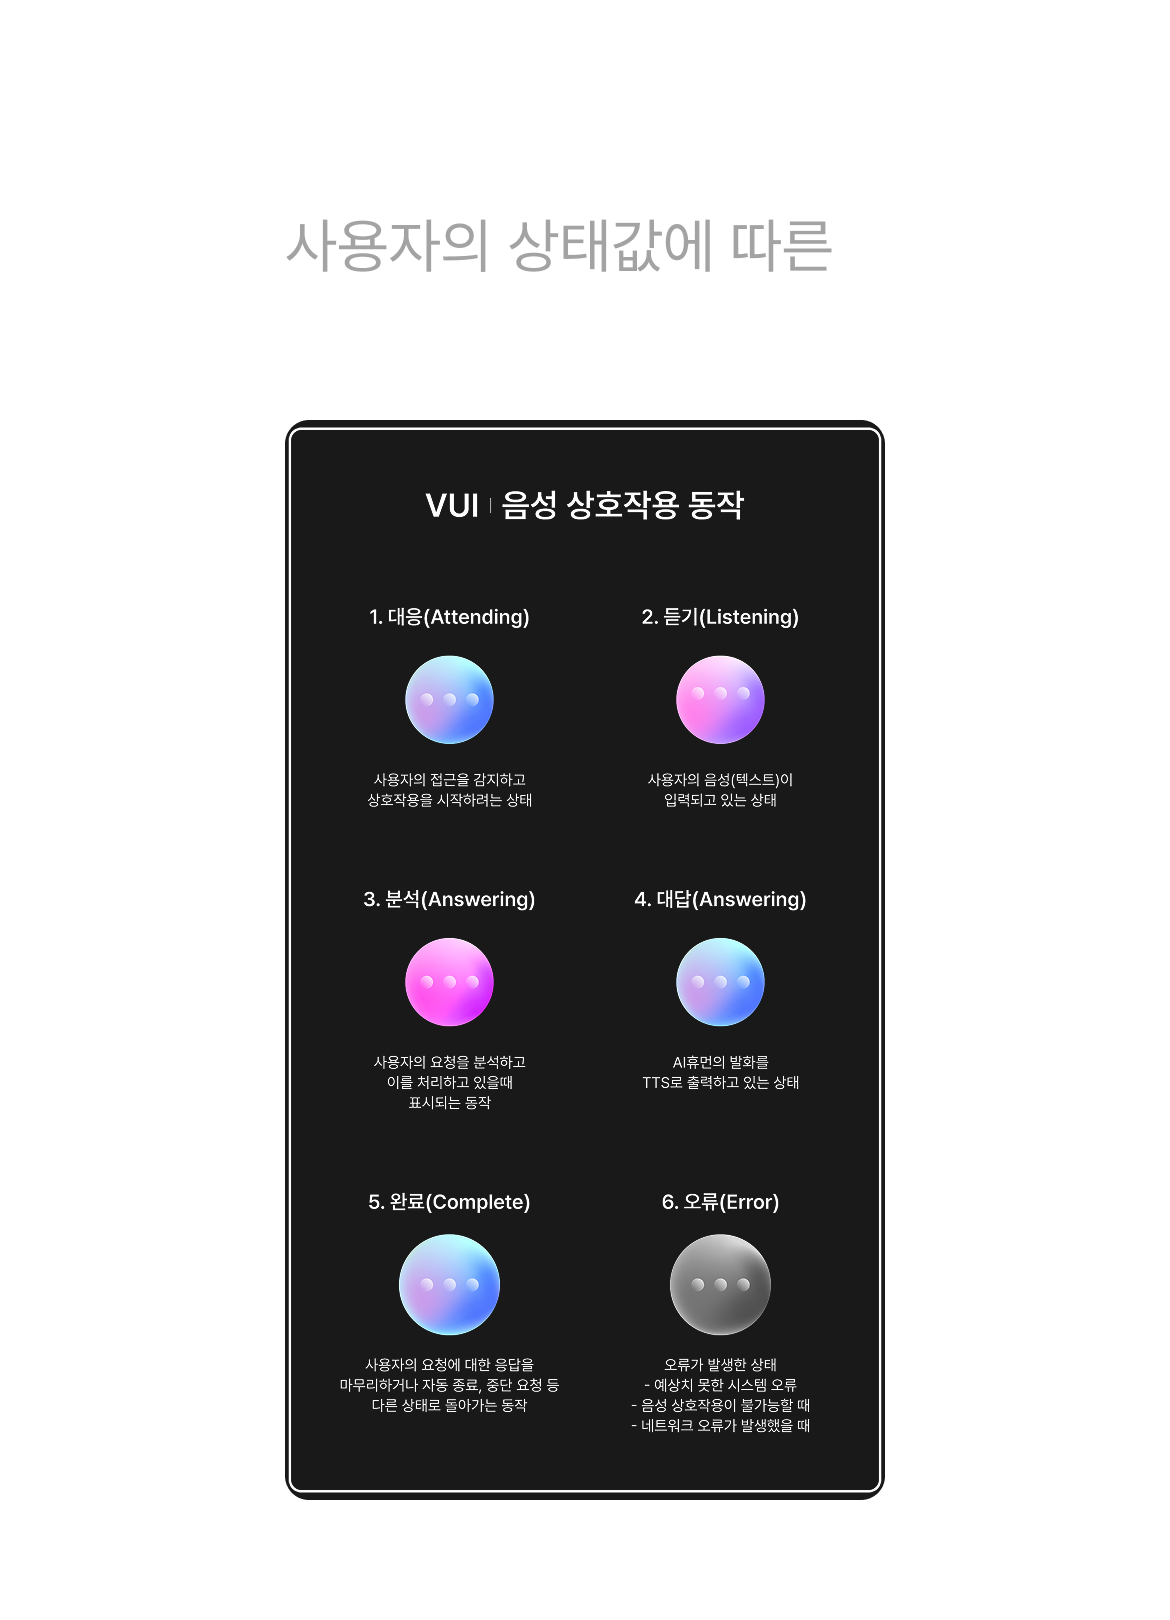 사용자의 상태값에 따른
VUI | 음성 상호작용 동작
1. 대응(Attending)
사용자의 접근을 감지하고
상호작용을 시작하려는 상태
2. 듣기(Listening)
사용자의 음성(텍스트)이
입력되고 있는 상태
3. 분석(Answering)
사용자의 요청을 분석하고
이를 처리하고 있을때
표시되는 동작
4. 대답(Answering)
AI휴먼의 발화를
TTS로 출력하고 있는 상태
5. 완료(Complete)
사용자의 요청에 대한 응답을
마무리하거나 자동 종료, 중단 요청 등
다른 상태로 돌아가는 동작
6. 오류(Error)
오류가 발생한 상태
- 예상치 못한 시스템 오류
- 음성 상호작용이 불가능할 때
- 네트워크 오류가 발생했을 때